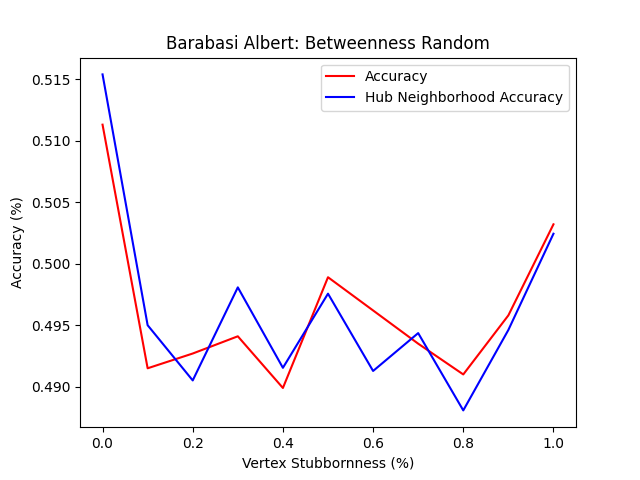 Barabasi Albert: Betweenness Random
Accuracy
Hub Neighborhood Accuracy
Accuracy (%)
0.515
0.510
0.505
0.500
0.495
0.490
0.0 0.2 0.4 0.6 0.8 1.0
Vertex Stubbornness (%)